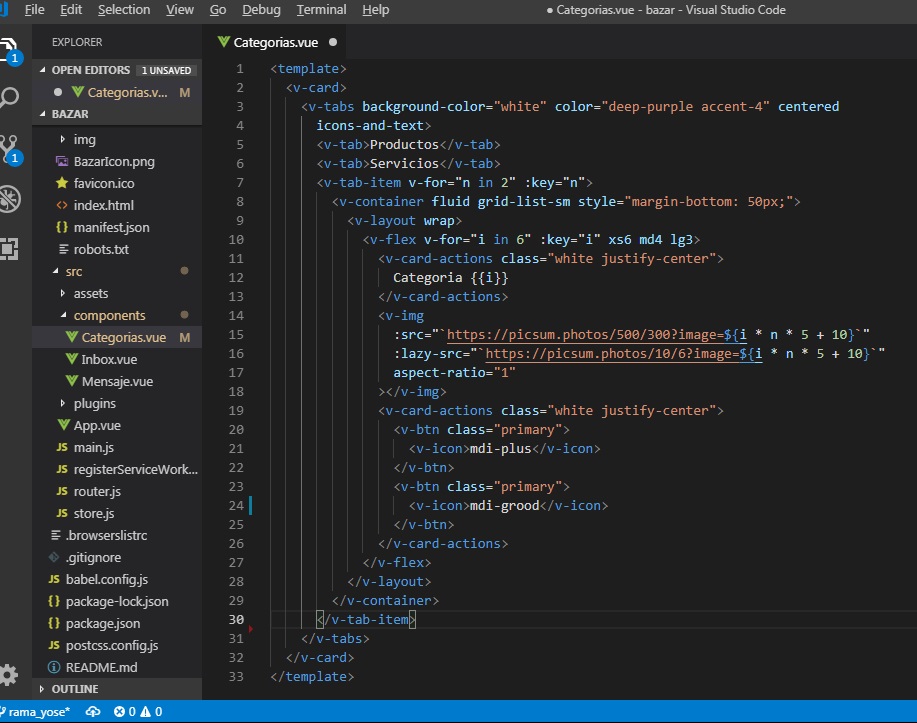 File Edit Selection View Go Debug Terminal Help
● Categorias.vue - bazar - Visual Studio Code
EXPLORER
OPEN EDITORS 1 UNSAVED
Categorias.v... M
BAZAR
img
BazarIcon.png
favicon.ico
index.html
manifest.json
robots.txt
src
assets
components
Categorias.vue M
Inbox.vue
Mensaje.vue
plugins
App.vue
JS main.js
JS registerServiceWork...
JS router.js
JS store.js
.browserslistrc
.gitignore
JS babel.config.js
{} package-lock.json
{} package.json
JS postcss.config.js
README.md
OUTLINE
1
1
Categorias.vue ●
1 <template>
2 <v-card>
3 <v-tabs background-color="white" color="deep-purple accent-4" centered
4 icons-and-text>
5 <v-tab>Productos</v-tab>
6 <v-tab>Servicios</v-tab>
7 <v-tab-item v-for="n in 2" :key="n">
8 <v-container fluid grid-list-sm style="margin-bottom: 50px;">
9 <v-layout wrap>
10 <v-flex v-for="i in 6" :key="i" xs6 md4 lg3>
11 <v-card-actions class="white justify-center">
12 Categoria {{i}}
13 </v-card-actions>
14 <v-img
15 :src="`https://picsum.photos/500/300?image=${i * n * 5 + 10}`"
16 :lazy-src="`https://picsum.photos/10/6?image=${i * n * 5 + 10}`"
17 aspect-ratio="1"
18 ></v-img>
19 <v-card-actions class="white justify-center">
20 <v-btn class="primary">
21 <v-icon>mdi-plus</v-icon>
22 </v-btn>
23 <v-btn class="primary">
24 <v-icon>mdi-grood</v-icon>
25 </v-btn>
26 </v-card-actions>
27 </v-flex>
28 </v-layout>
29 </v-container>
30 </v-tab-item>
31 </v-tabs>
32 </v-card>
33 </template>
rama_yose* 0 0